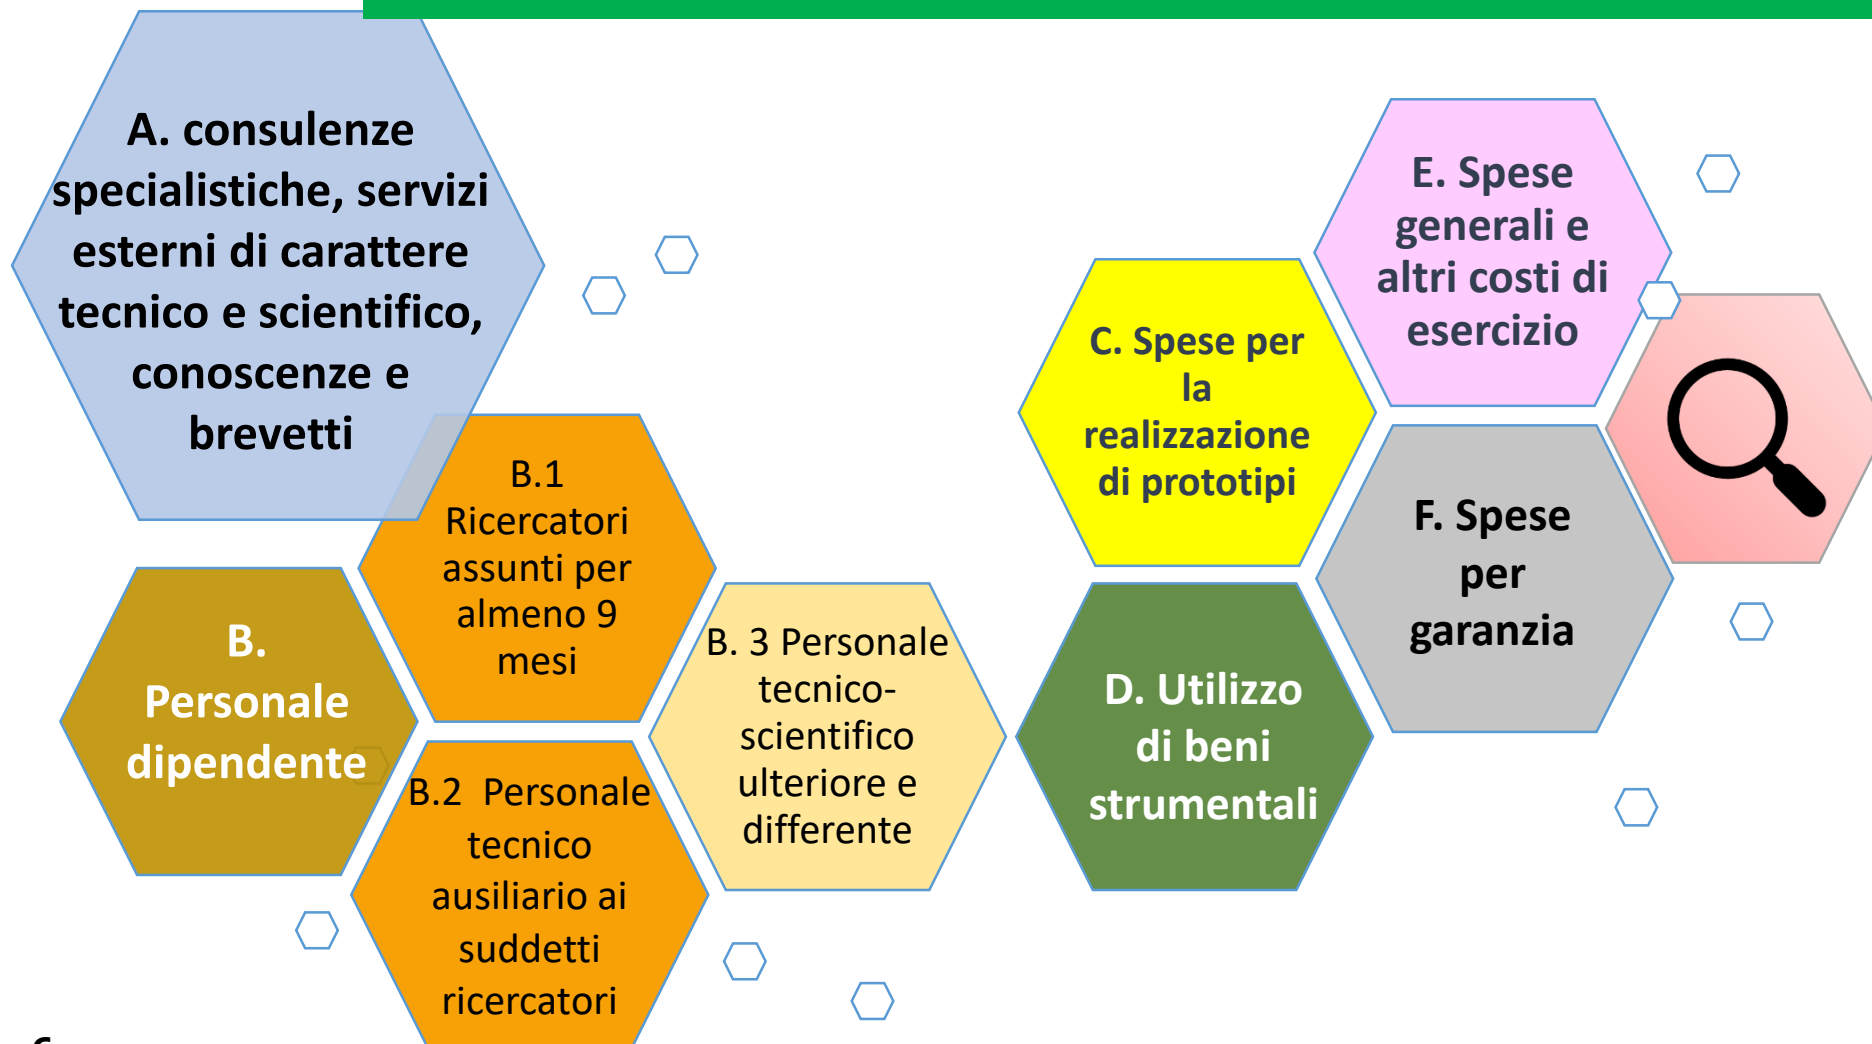 A. consulenze
specialistiche, servizi
esterni di carattere
tecnico e scientifico,
conoscenze e
brevetti
B.
Personale
dipendente
B.1
Ricercatori
assunti per
almeno 9
mesi
B.2 Personale
tecnico
ausiliario ai
suddetti
ricercatori
B. 3 Personale
tecnico-
scientifico
ulteriore e
differente
C. Spese per
la
realizzazione
di prototipi
D. Utilizzo
di beni
strumentali
E. Spese
generali e
altri costi di
esercizio
F. Spese
per
garanzia